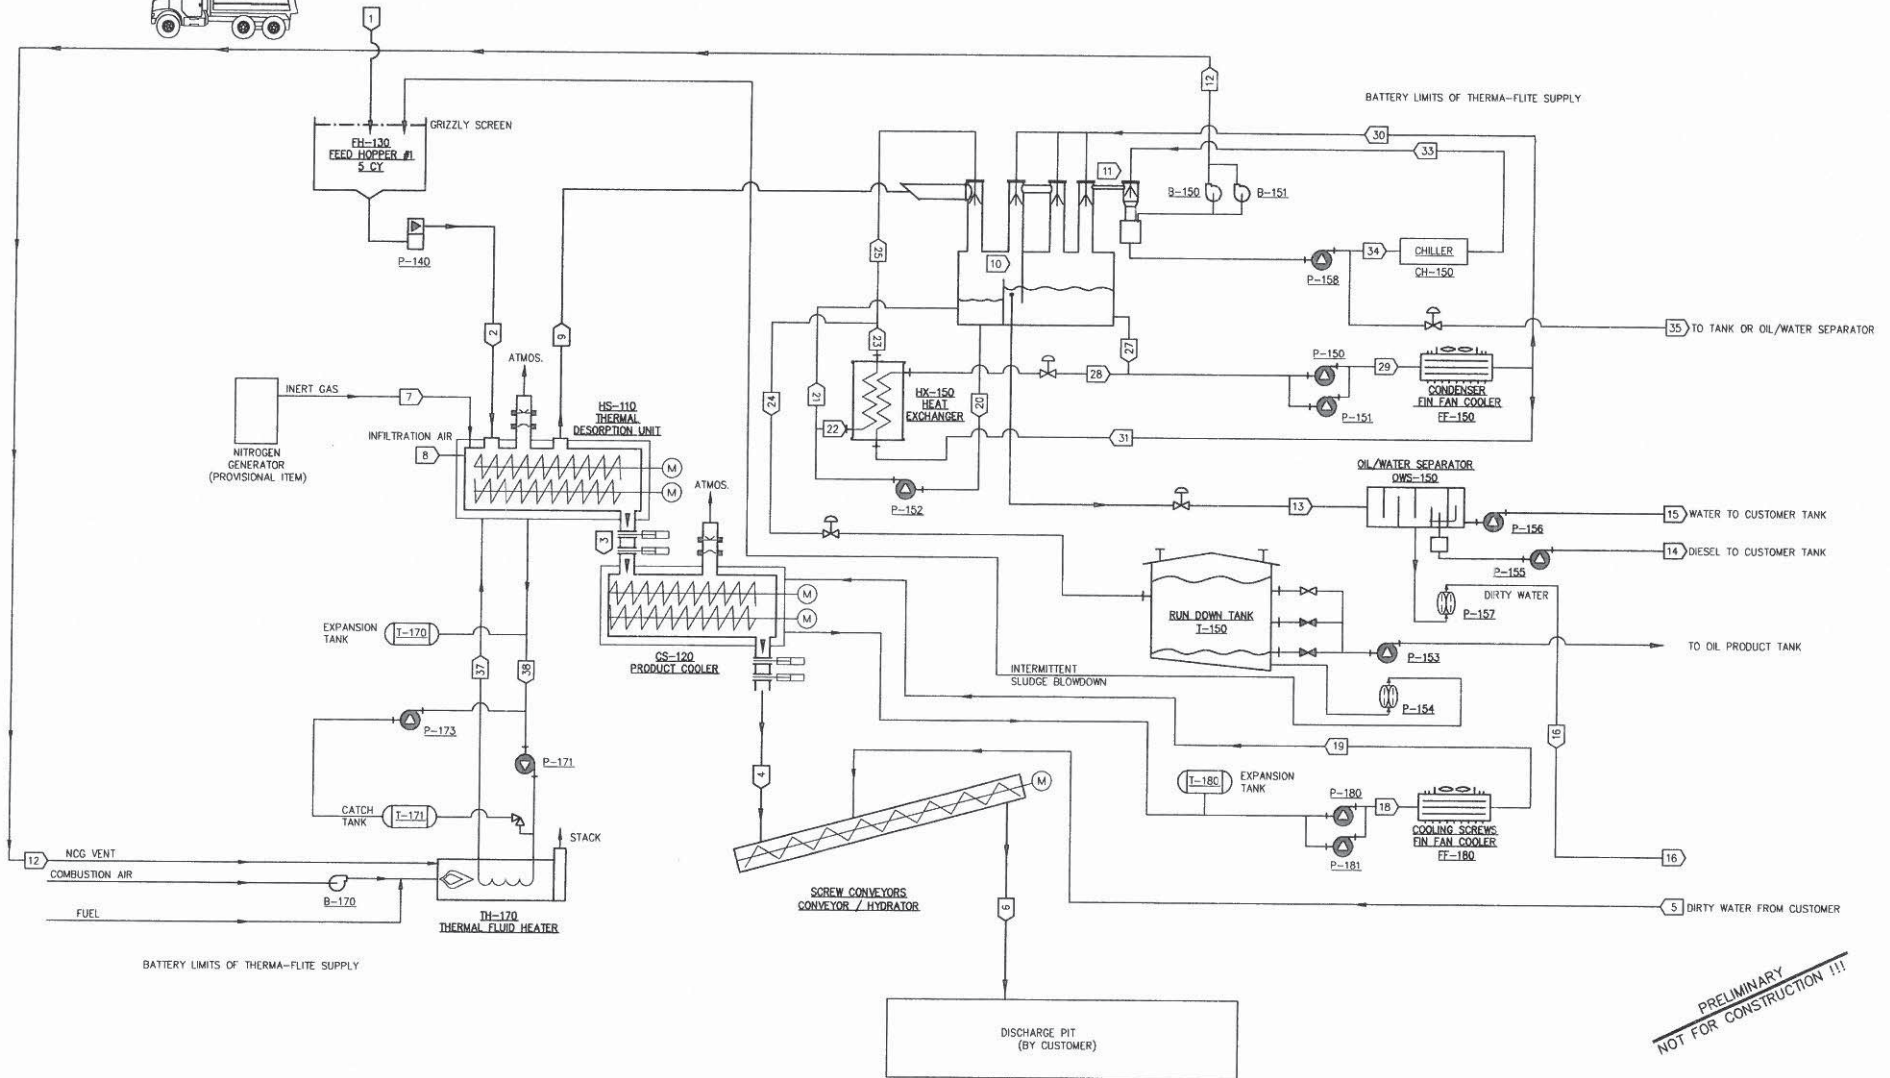 1
12
BATTERY LIMITS OF THERMA-FLITE SUPPLY
GRIZZLY SCREEN
FH-130
FEED HOPPER #1
5 CY
30
33
11
B-150
B-151
P-140
25
10
34
CHILLER
CH-150
P-158
2
9
ATMOS.
23
27
35
TO TANK OR OIL/WATER SEPARATOR
INERT GAS
7
HS-110
THERMAL
DESORPTION UNIT
24
21
22
HX-150
HEAT
EXCHANGER
20
28
P-150
P-151
29
CONDENSER
FIN FAN COOLER
FF-150
31
INFILTRATION AIR
8
NITROGEN
GENERATOR
(PROVISIONAL ITEM)
M
M
ATMOS.
P-152
OIL/WATER SEPARATOR
OWS-150
13
P-156
15
WATER TO CUSTOMER TANK
3
14
DIESEL TO CUSTOMER TANK
P-155
DIRTY WATER
P-157
M
M
RUN DOWN TANK
T-150
EXPANSION
TANK
T-170
37
38
CS-120
PRODUCT COOLER
P-153
TO OIL PRODUCT TANK
INTERMITTENT
SLUDGE BLOWDOWN
P-154
P-173
16
19
P-171
4
M
T-180
EXPANSION
TANK
P-180
18
P-181
COOLING SCREWS
FIN FAN COOLER
FF-180
CATCH
TANK
T-171
STACK
12
NCG VENT
16
COMBUSTION AIR
B-170
SCREW CONVEYORS
CONVEYOR / HYDRATOR
6
5
DIRTY WATER FROM CUSTOMER
FUEL
TH-170
THERMAL FLUID HEATER
BATTERY LIMITS OF THERMA-FLITE SUPPLY
PRELIMINARY
NOT FOR CONSTRUCTION !!!
DISCHARGE PIT
(BY CUSTOMER)